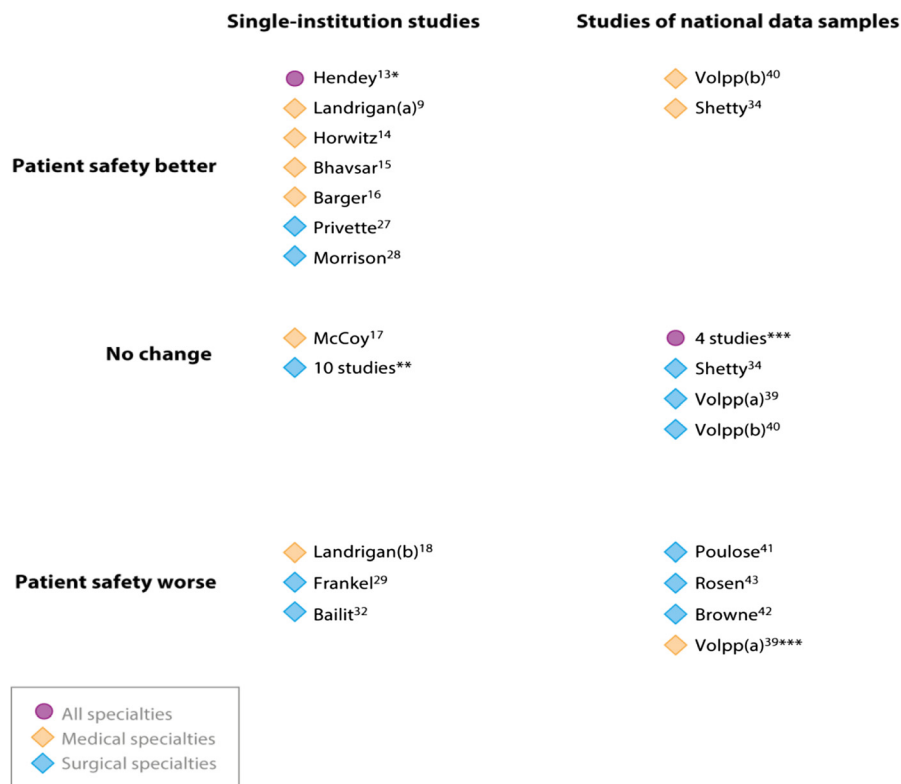 Single-institution studies
Studies of national data samples
Patient safety better
Hendey13*
Landrigan(a)9
Horwitz14
Bhavsar15
Barger16
Privette27
Morrison28
Volpp(b)40
Shetty34
No change
McCoy17
10 studies**
4 studies***
Shetty34
Volpp(a)39
Volpp(b)40
Patient safety worse
Landrigan(b)18
Frankel29
Bailit32
Poulose41
Rosen43
Browne42
Volpp(a)39***
All specialties
Medical specialties
Surgical specialties